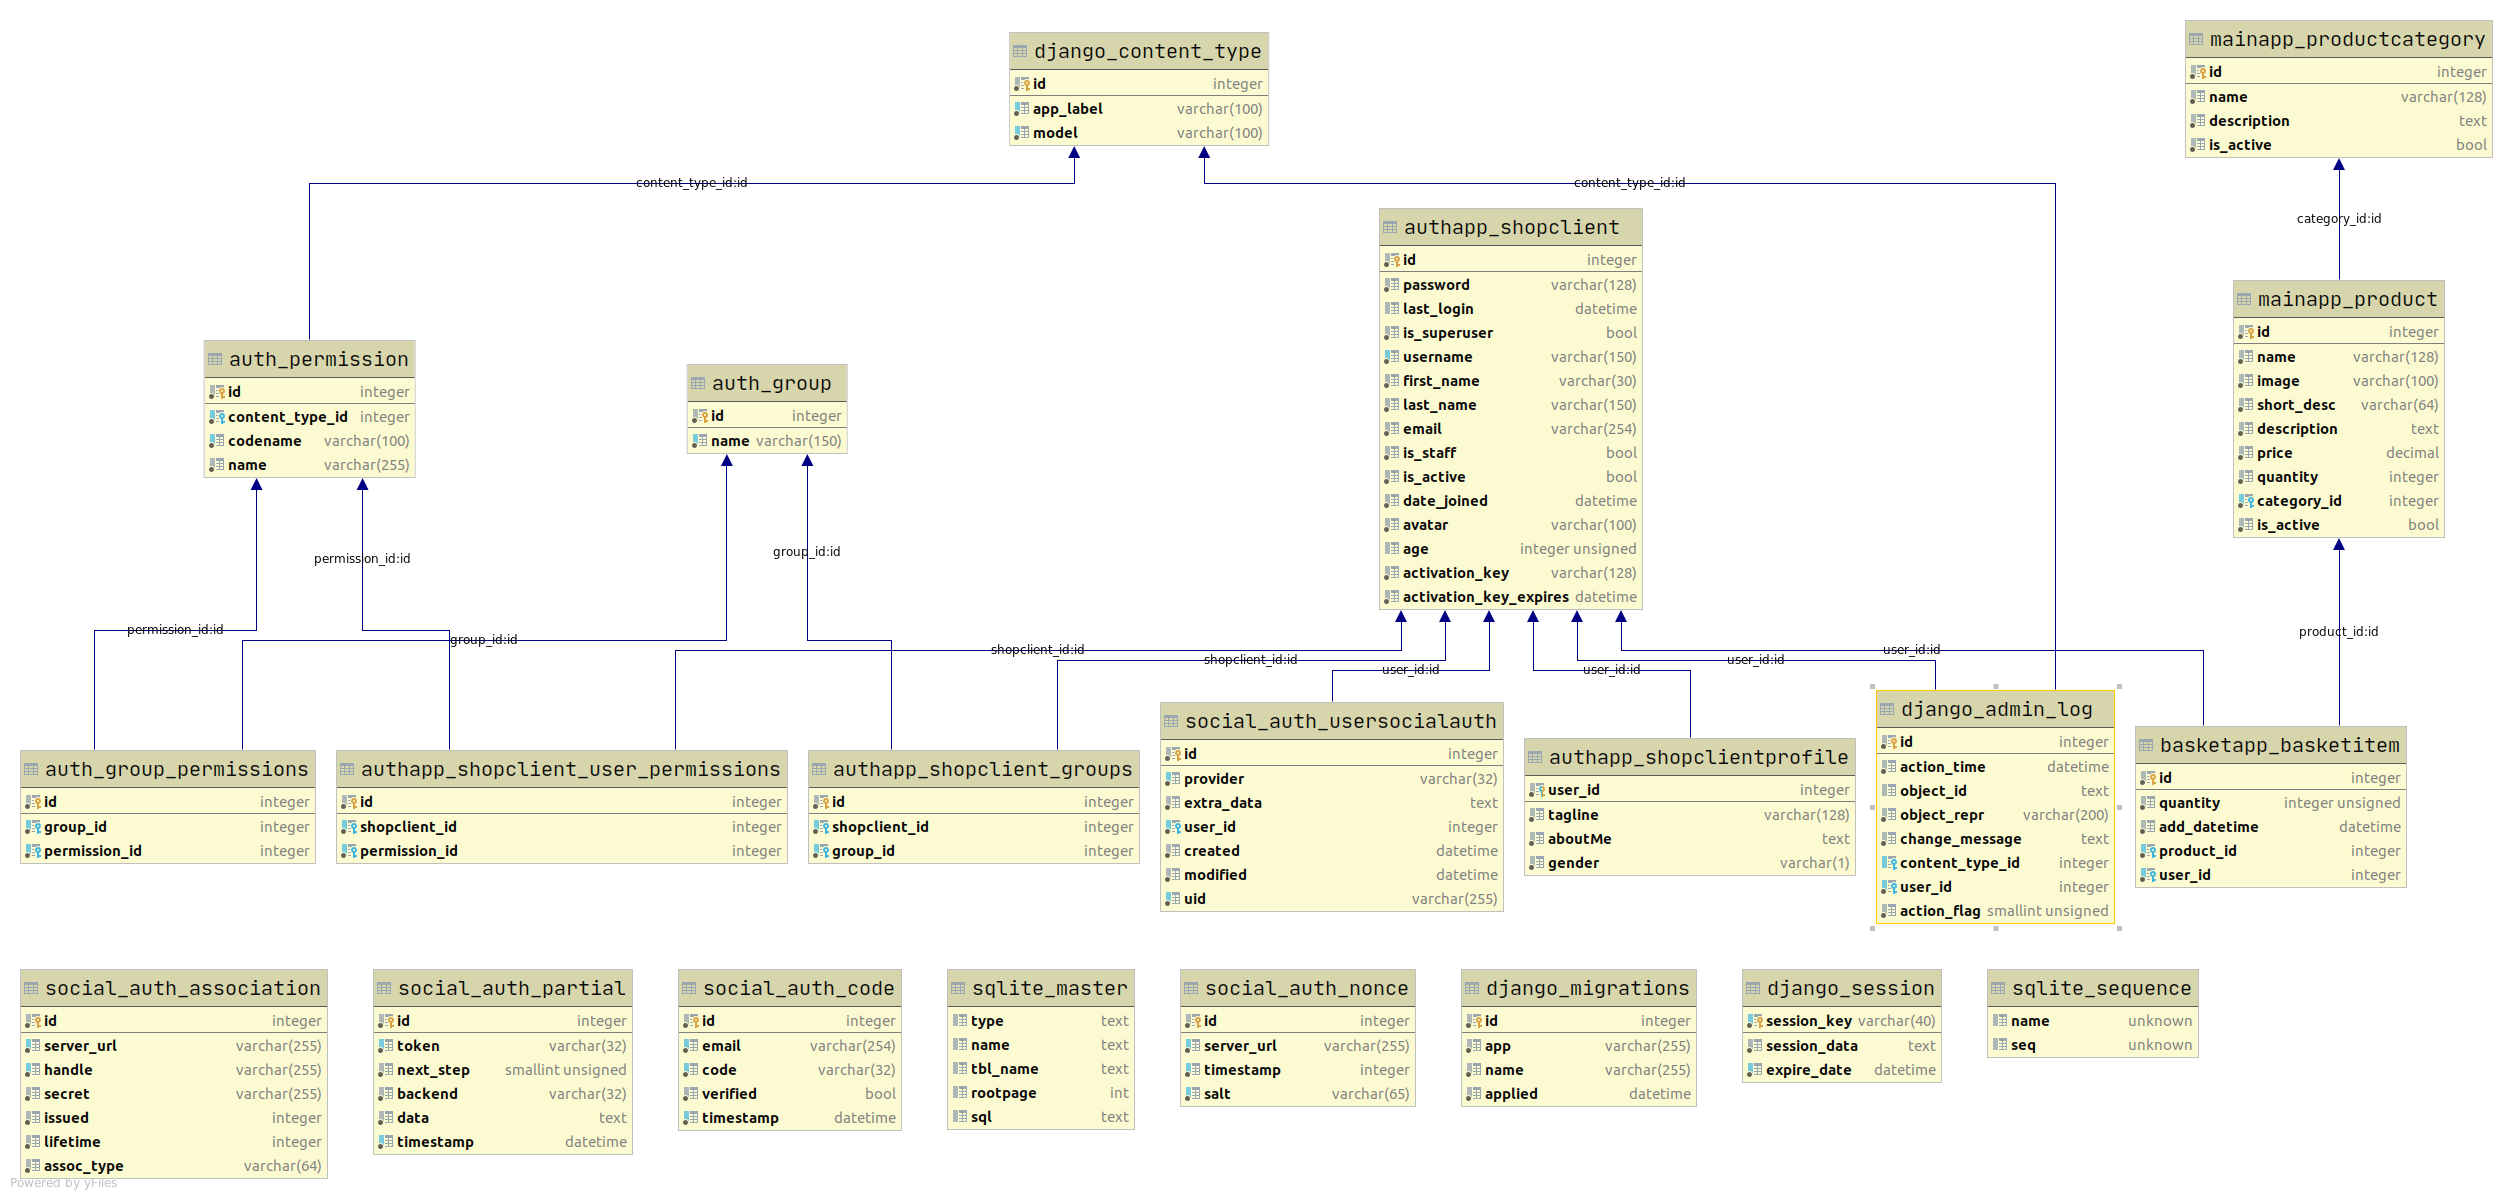 django_content_type
id integer
app_label varchar(100)
model varchar(100)
mainapp_productcategory
id integer
name varchar(128)
description text
is_active bool
content_type_id:id
content_type_id:id
category_id:id
authapp_shopclient
id integer
password varchar(128)
last_login datetime
is_superuser bool
username varchar(150)
first_name varchar(30)
last_name varchar(150)
email varchar(254)
is_staff bool
is_active bool
date_joined datetime
avatar varchar(100)
age integer unsigned
activation_key varchar(128)
activation_key_expires datetime
mainapp_product
id integer
name varchar(128)
image varchar(100)
short_desc varchar(64)
description text
price decimal
quantity integer
category_id integer
is_active bool
auth_permission
id integer
content_type_id integer
codename varchar(100)
name varchar(255)
auth_group
id integer
name varchar(150)
permission_id:id
group_id:id
permission_id:id
group_id:id
shopclient_id:id
shopclient_id:id
user_id:id
user_id:id
user_id:id
user_id:id
product_id:id
auth_group_permissions
id integer
group_id integer
permission_id integer
authapp_shopclient_user_permissions
id integer
shopclient_id integer
permission_id integer
authapp_shopclient_groups
id integer
shopclient_id integer
group_id integer
social_auth_usersocialauth
id integer
provider varchar(32)
extra_data text
user_id integer
created datetime
modified datetime
uid varchar(255)
authapp_shopclientprofile
user_id integer
tagline varchar(128)
aboutMe text
gender varchar(1)
django_admin_log
id integer
action_time datetime
object_id text
object_repr varchar(200)
change_message text
content_type_id integer
user_id integer
action_flag smallint unsigned
basketapp_basketitem
id integer
quantity integer unsigned
add_datetime datetime
product_id integer
user_id integer
social_auth_association
id integer
server_url varchar(255)
handle varchar(255)
secret varchar(255)
issued integer
lifetime integer
assoc_type varchar(64)
social_auth_partial
id integer
token varchar(32)
next_step smallint unsigned
backend varchar(32)
data text
timestamp datetime
social_auth_code
id integer
email varchar(254)
code varchar(32)
verified bool
timestamp datetime
sqlite_master
type text
name text
tbl_name text
rootpage int
sql text
social_auth_nonce
id integer
server_url varchar(255)
timestamp integer
salt varchar(65)
django_migrations
id integer
app varchar(255)
name varchar(255)
applied datetime
django_session
session_key varchar(40)
session_data text
expire_date datetime
sqlite_sequence
name unknown
seq unknown
Powered by yFiles